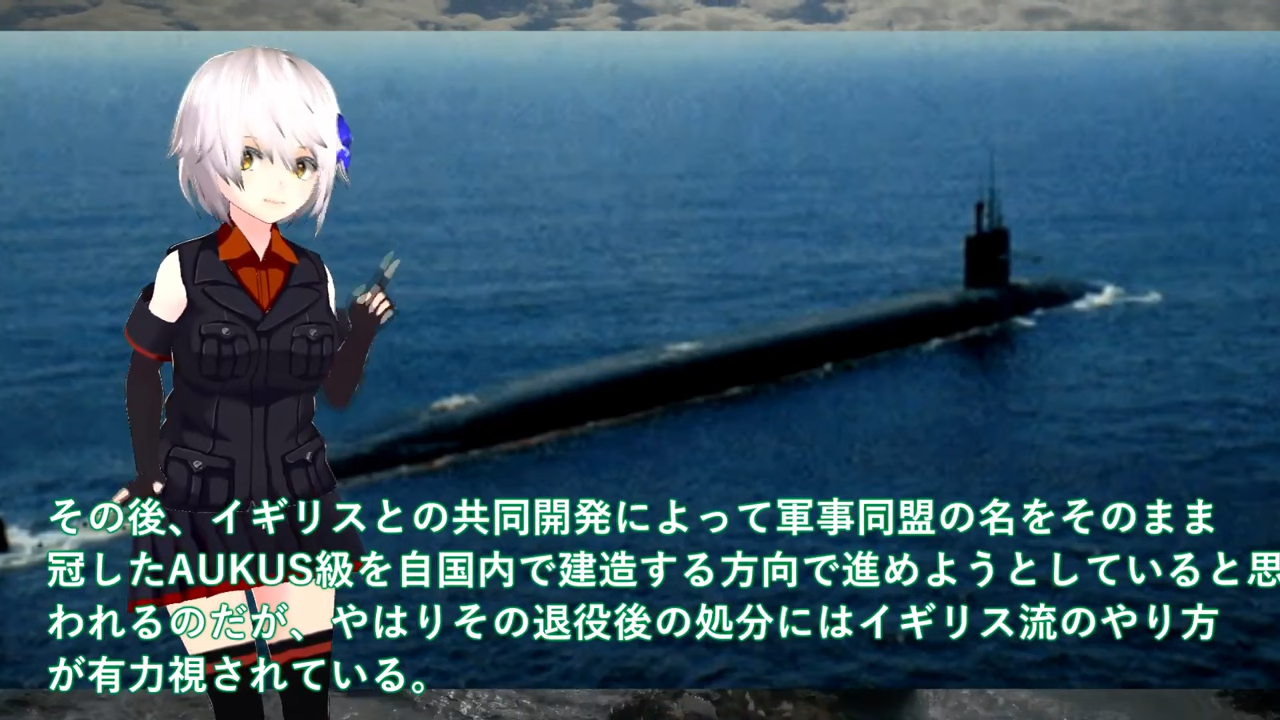 その後、イギリスとの共同開発によって軍事同盟の名をそのまま
冠したAUKUS級を自国内で建造する方向で進めようとしていると思
われるのだが、やはりその退役後の処分にはイギリス流のやり方
が有力視されている。